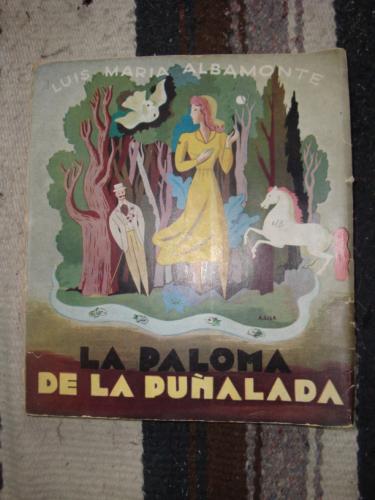 LUIS MARIA ALBAMONTE
LA PALOMA
DE LA PUÑALADA